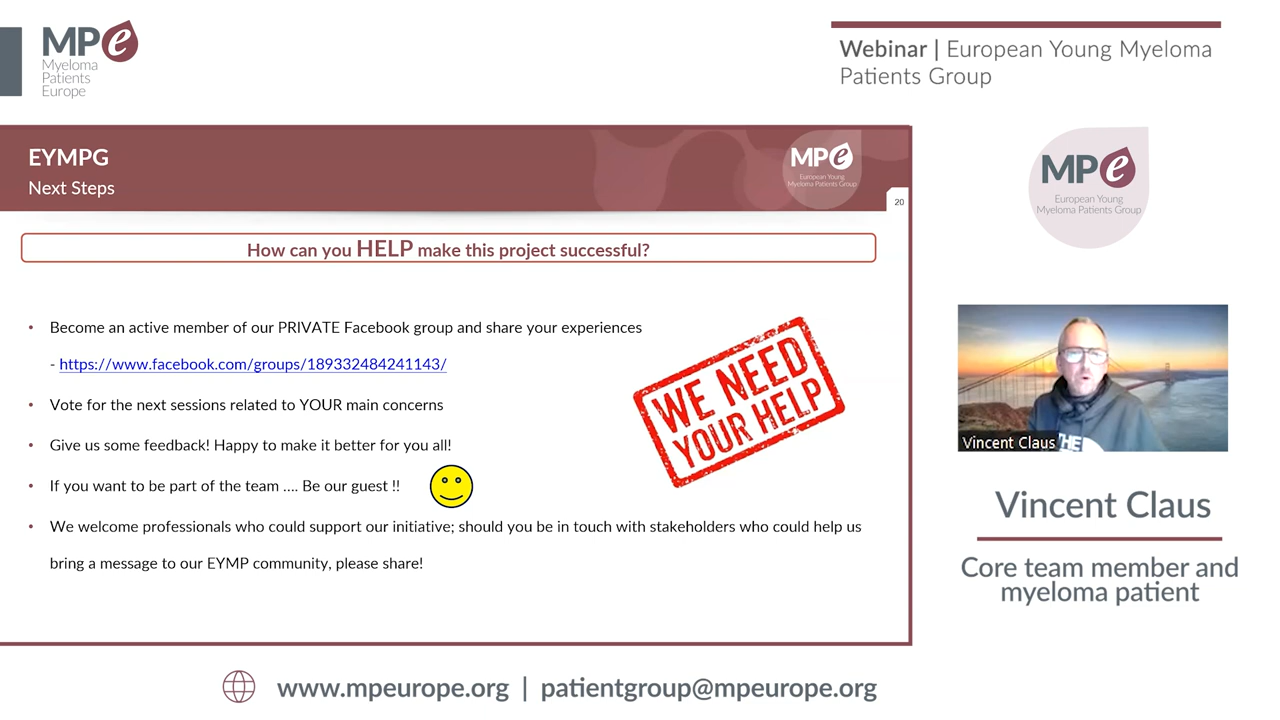 MPe
Myeloma
Patients
Europe
Webinar | European Young Myeloma
Patients Group
EYMPG
Next Steps
MPe
European Young
Myeloma Patients Group
20
How can you HELP make this project successful?
• Become an active member of our PRIVATE Facebook group and share your experiences
- https://www.facebook.com/groups/189332484241143/
• Vote for the next sessions related to YOUR main concerns
• Give us some feedback! Happy to make it better for you all!
• If you want to be part of the team .... Be our guest !!
• We welcome professionals who could support our initiative; should you be in touch with stakeholders who could help us
bring a message to our EYMP community, please share!
WE NEED
YOUR HELP
MPe
European Young
Myeloma Patients Group
Vincent Claus
THE
Vincent Claus
Core team member and
myeloma patient
www.mpeurope.org | patientgroup@mpeurope.org